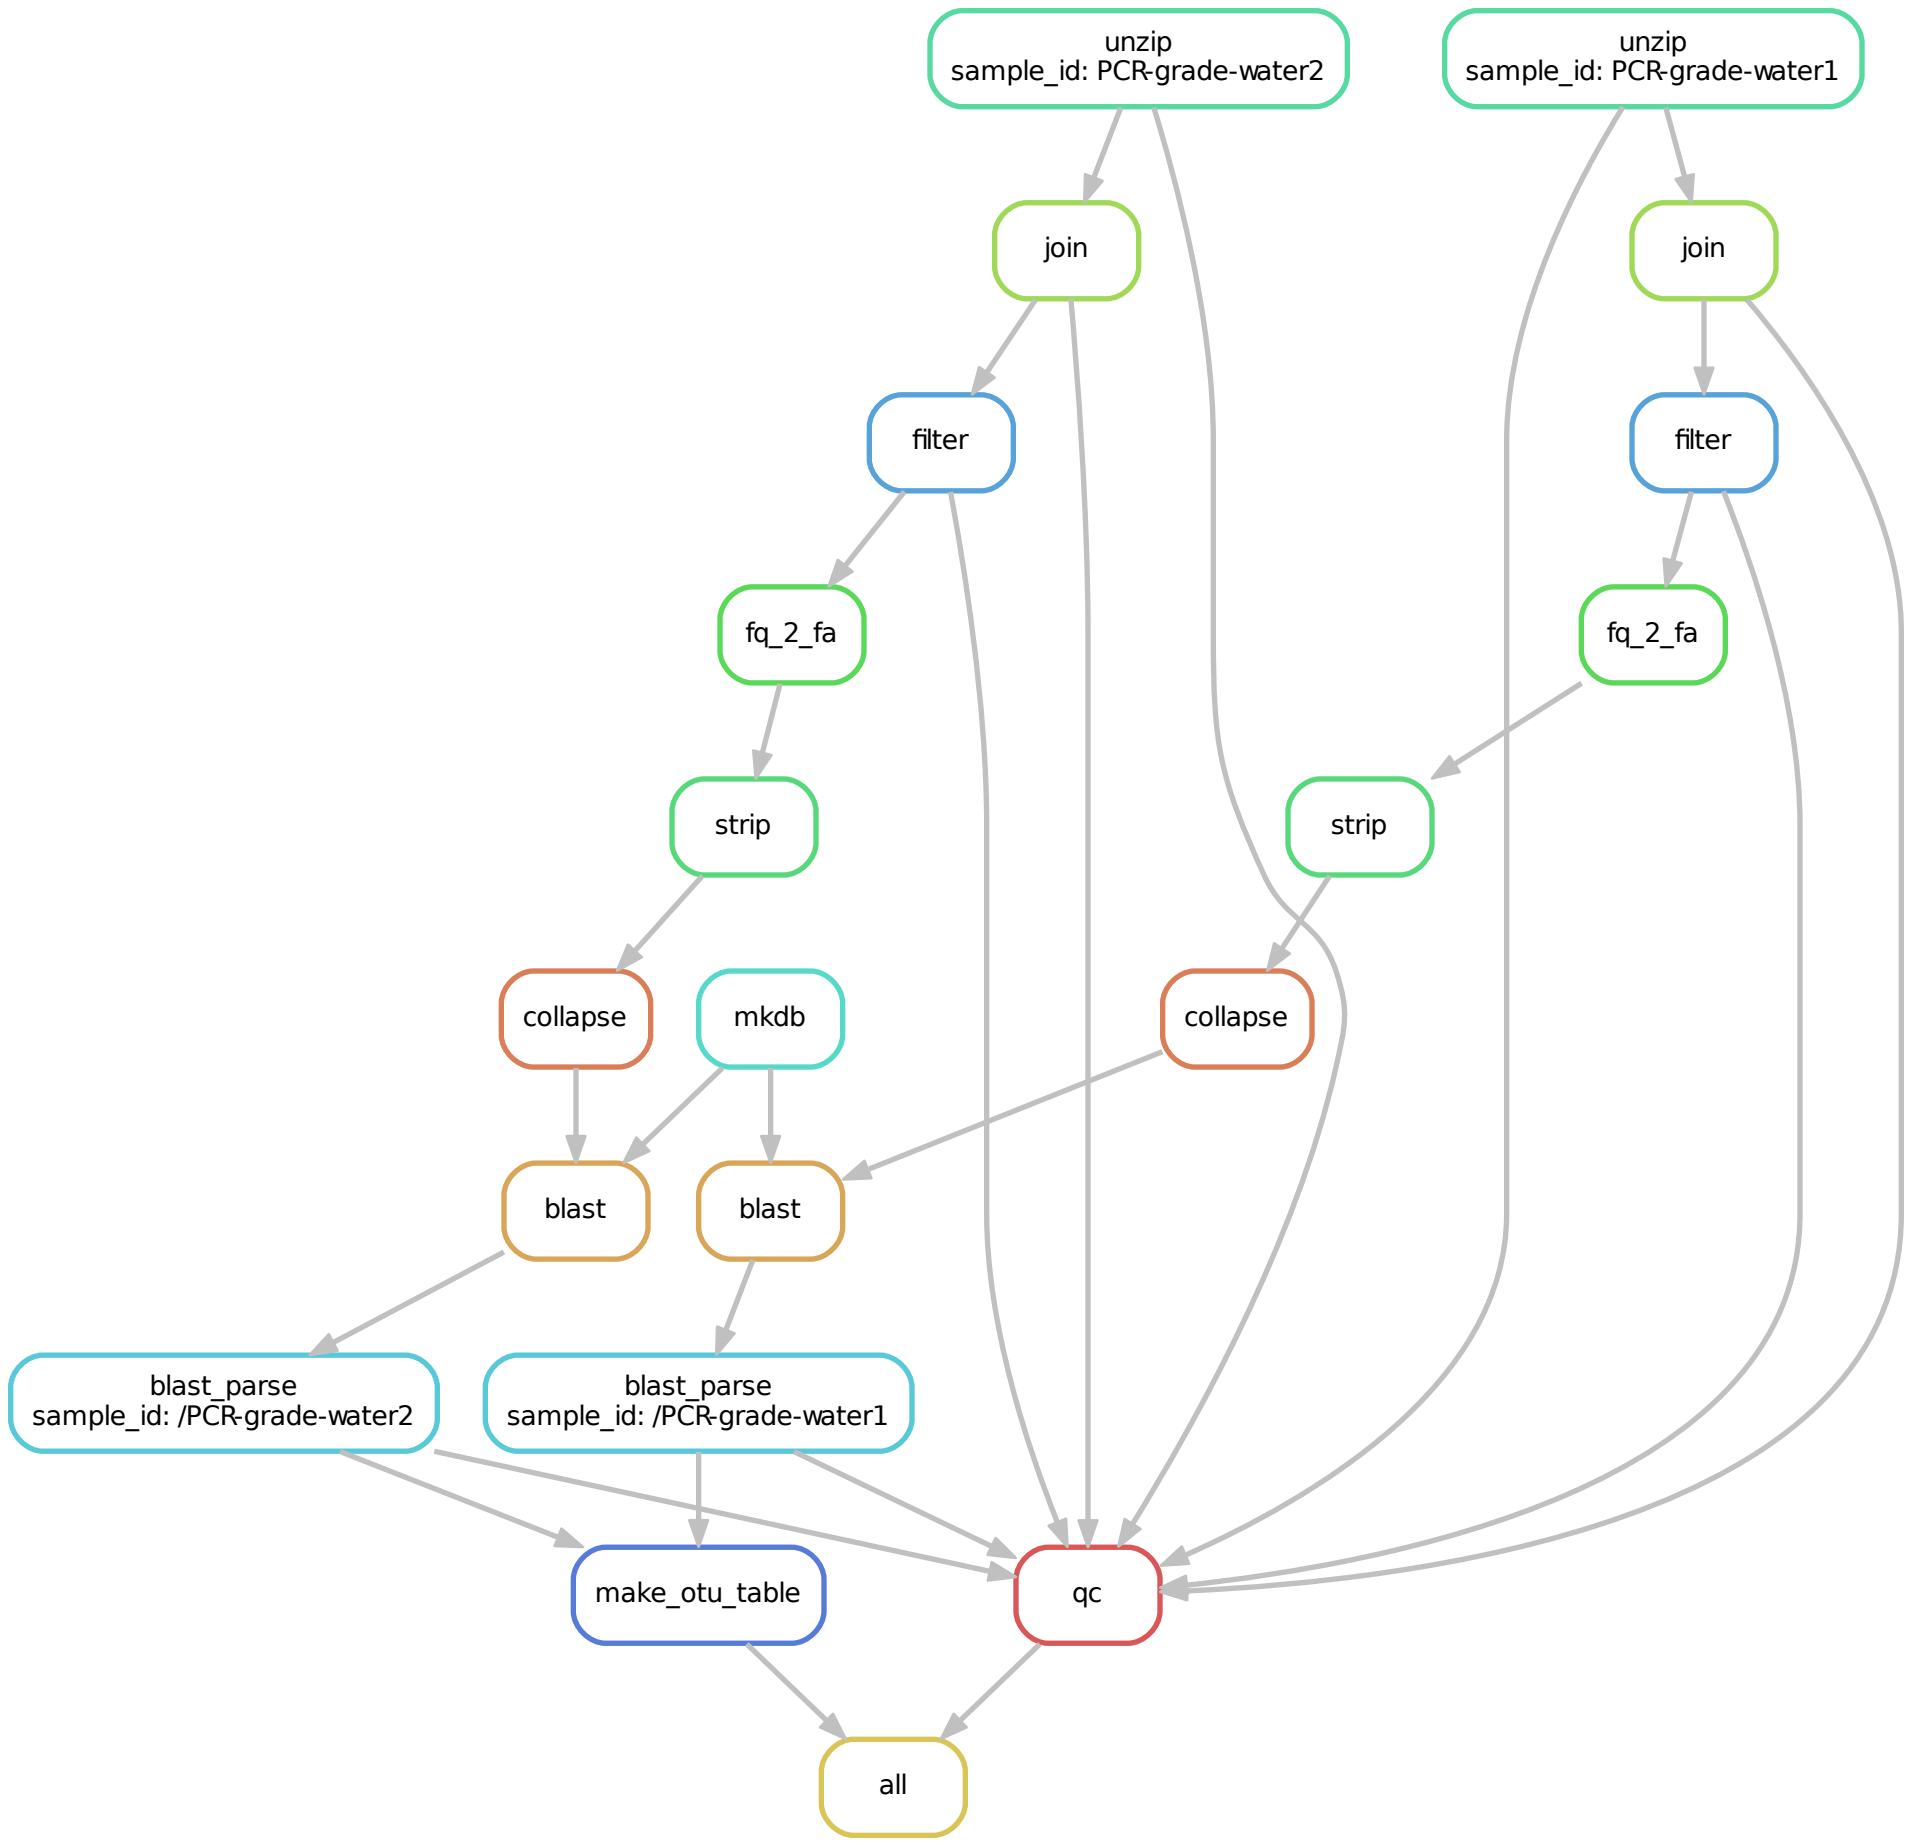 unzip
sample_id: PCR-grade-water2
unzip
sample_id: PCR-grade-water1
join
join
filter
filter
fq_2_fa
fq_2_fa
strip
strip
collapse
mkdb
collapse
blast
blast
blast_parse
sample_id: /PCR-grade-water2
blast_parse
sample_id: /PCR-grade-water1
make_otu_table
qc
all